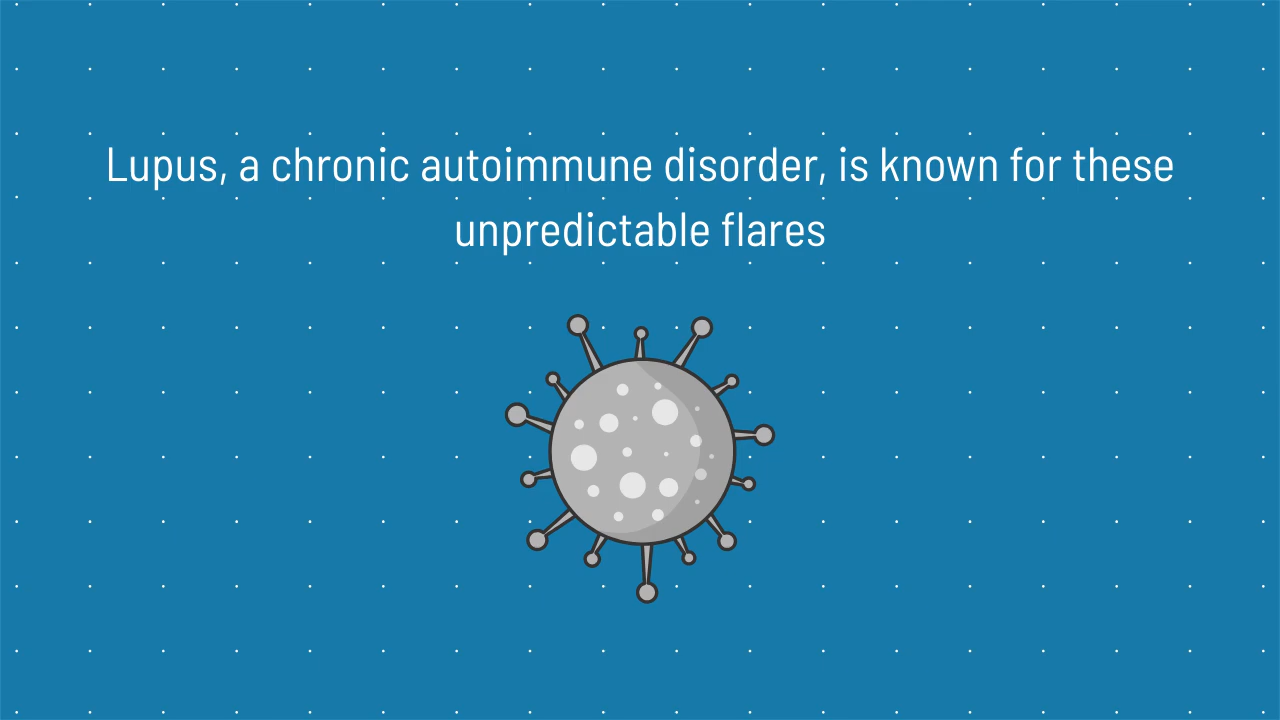 Lupus, a chronic autoimmune disorder, is known for these
unpredictable flares